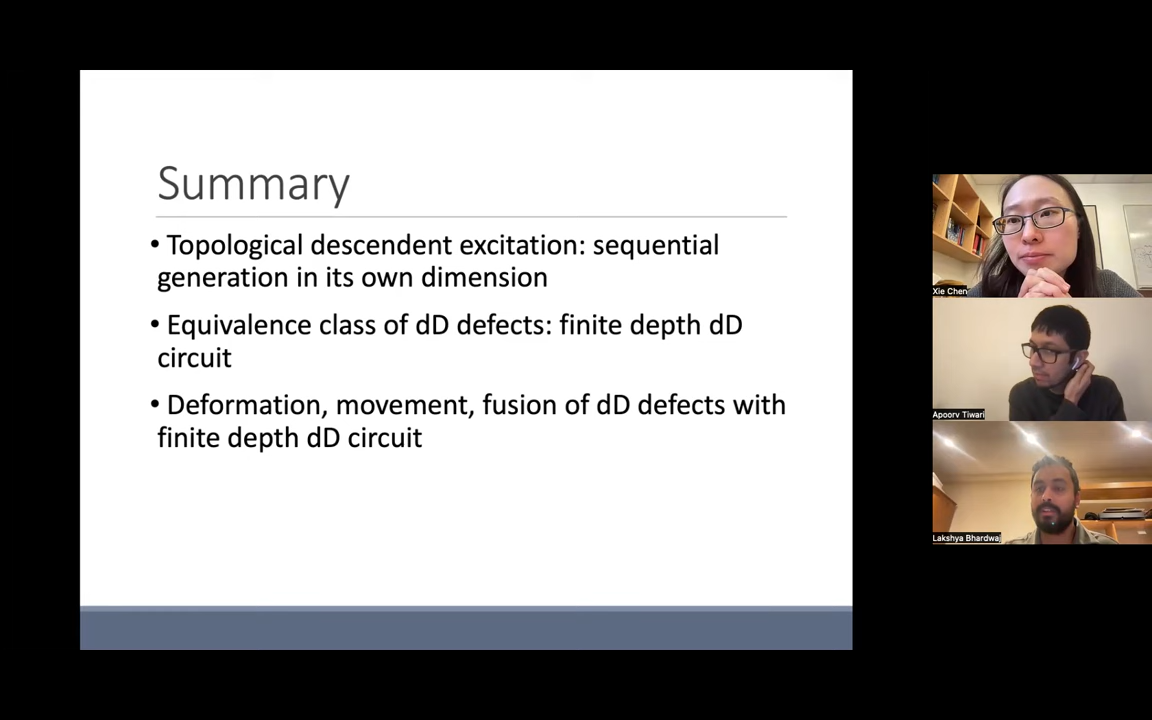 Summary
• Topological descendent excitation: sequential
generation in its own dimension
• Equivalence class of dD defects: finite depth dD
circuit
• Deformation, movement, fusion of dD defects with
finite depth dD circuit
Xie Chen
Apoorv Tiwari
Lakshya Bhardwaj